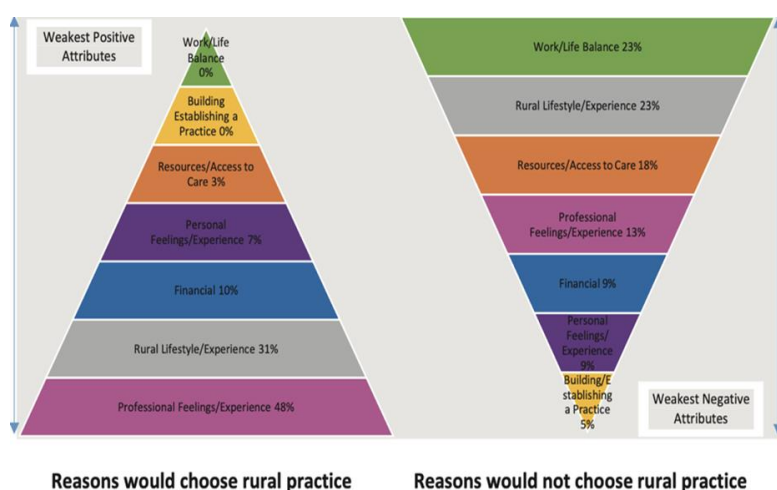 Weakest Positive
Attributes
Work/Life
Balance
0%
Building
Establishing a
Practice 0%
Resources/Access to
Care 3%
Personal
Feelings/Experience 7%
Financial 10%
Rural Lifestyle/Experience 31%
Professional Feelings/Experience 48%
Reasons would choose rural practice
Work/Life Balance 23%
Rural Lifestyle/Experience 23%
Resources/Access to Care 18%
Professional
Feelings/Experience 13%
Financial 9%
Personal
Feelings/
Experience
9%
Building/E
stablishing
a Practice
5%
Weakest Negative
Attributes
Reasons would not choose rural practice